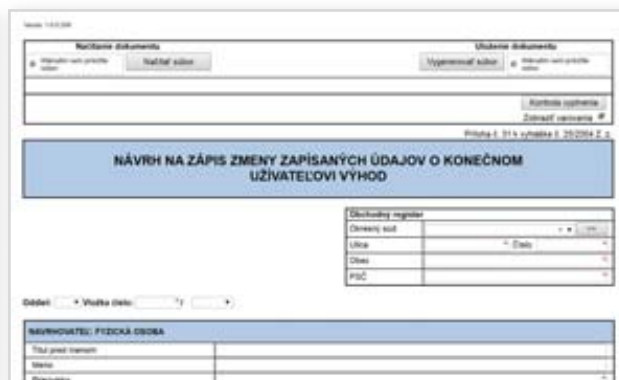 Načítanie dokumentu
Uloženie dokumentu
Načítať súbor
Vygenerovať súbor
Kontrola vyplnenia
Zobraziť varovania
Príloha č. 31 k vyhláške č. 25/2004 Z. z.
NÁVRH NA ZÁPIS ZMENY ZAPÍSANÝCH ÚDAJOV O KONEČNOM
UŽÍVATEĽOVI VÝHOD
Obchodný register
Okresný súd
Ulica * Číslo *
Obec *
PSČ *
Oddiel: Vložka číslo: * /
NAVRHOVATEĽ: FYZICKÁ OSOBA
Titul pred menom
Meno
Priezvisko *